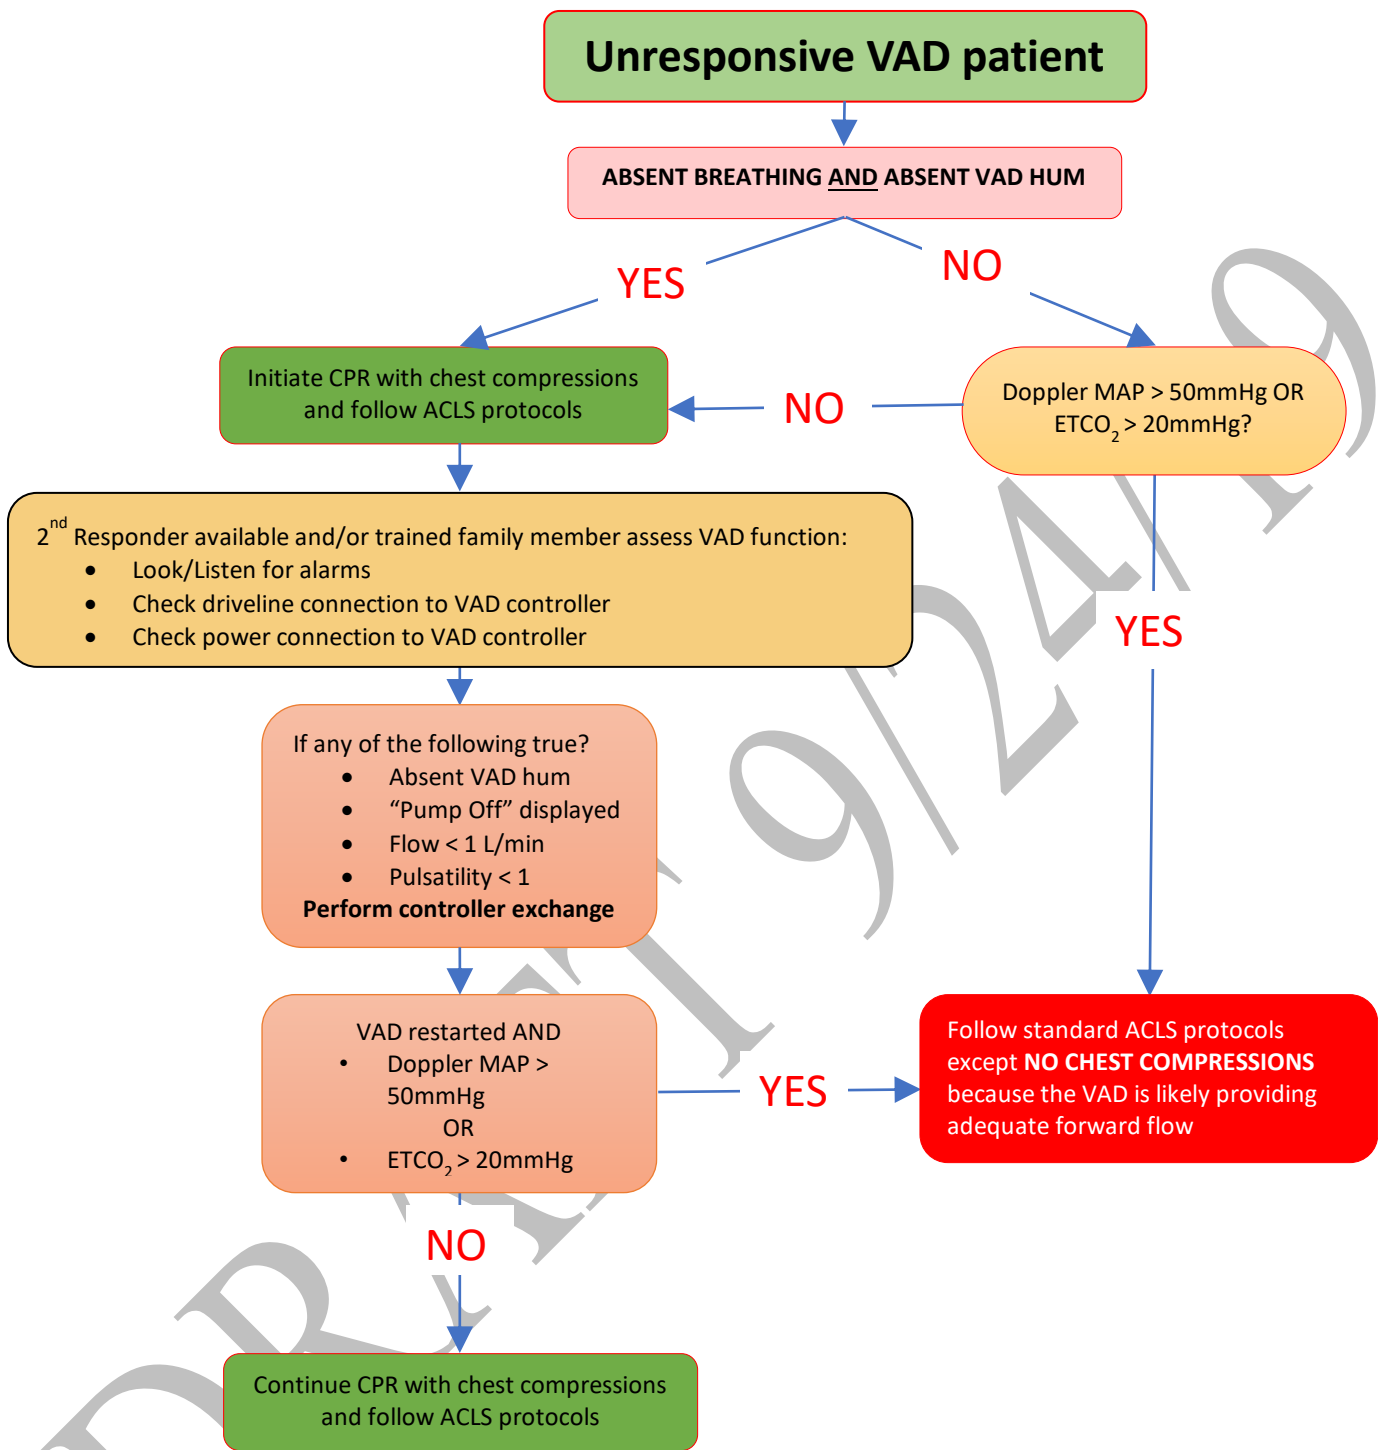 Unresponsive VAD patient
ABSENT BREATHING AND ABSENT VAD HUM
YES
NO
Initiate CPR with chest compressions
and follow ACLS protocols
NO
Doppler MAP > 50mmHg OR
ETCO₂ > 20mmHg?
2nd Responder available and/or trained family member assess VAD function:
• Look/Listen for alarms
• Check driveline connection to VAD controller
• Check power connection to VAD controller
YES
If any of the following true?
• Absent VAD hum
• “Pump Off” displayed
• Flow < 1 L/min
• Pulsatility < 1
Perform controller exchange
VAD restarted AND
• Doppler MAP >
50mmHg
OR
• ETCO₂ > 20mmHg
YES
Follow standard ACLS protocols
except NO CHEST COMPRESSIONS
because the VAD is likely providing
adequate forward flow
NO
Continue CPR with chest compressions
and follow ACLS protocols
DRAFT 9/24/19